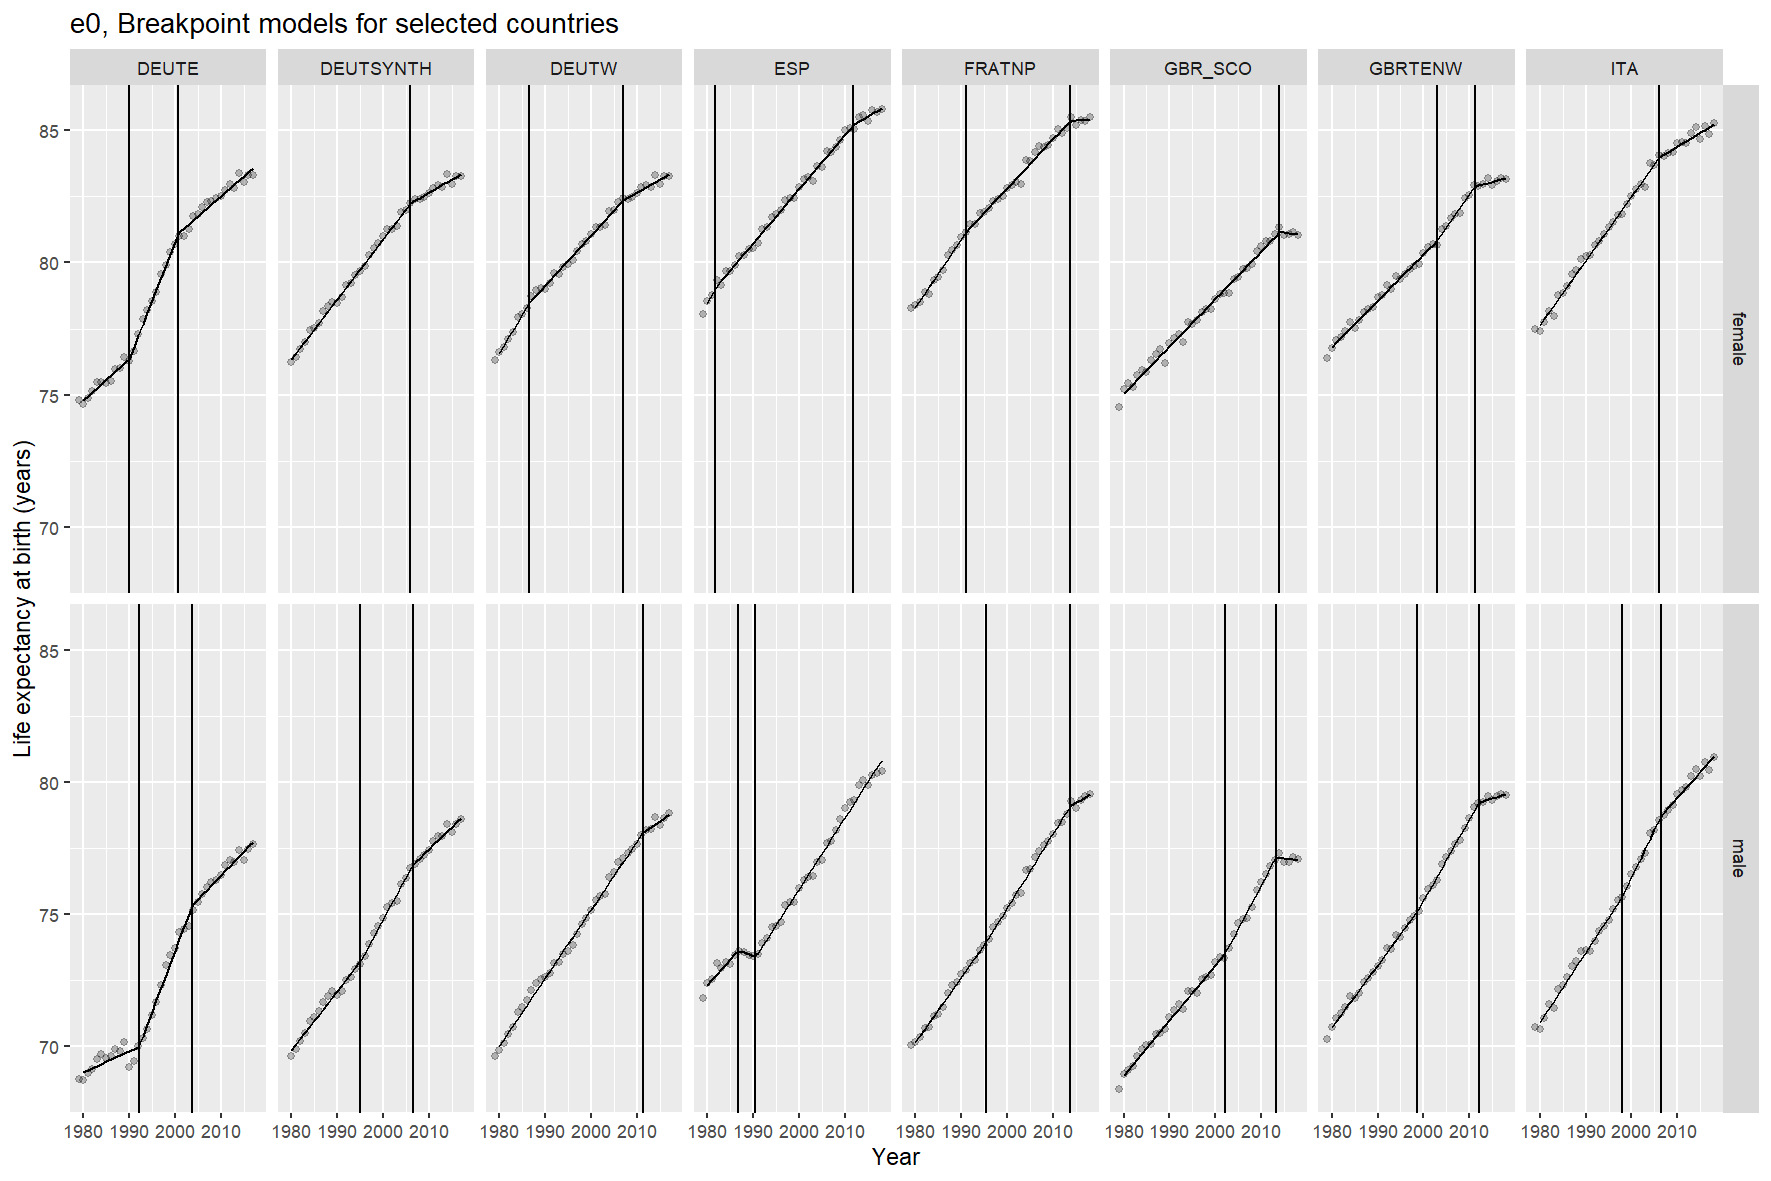 e0, Breakpoint models for selected countries
DEUTE DEUTSYNTH DEUTW ESP FRATNP GBR_SCO GBRTENW ITA
Life expectancy at birth (years)
85
80
75
70
female
85
80
75
70
male
1980 1990 2000 2010 1980 1990 2000 2010 1980 1990 2000 2010 1980 1990 2000 2010 1980 1990 2000 2010 1980 1990 2000 2010 1980 1990 2000 2010 1980 1990 2000 2010
Year